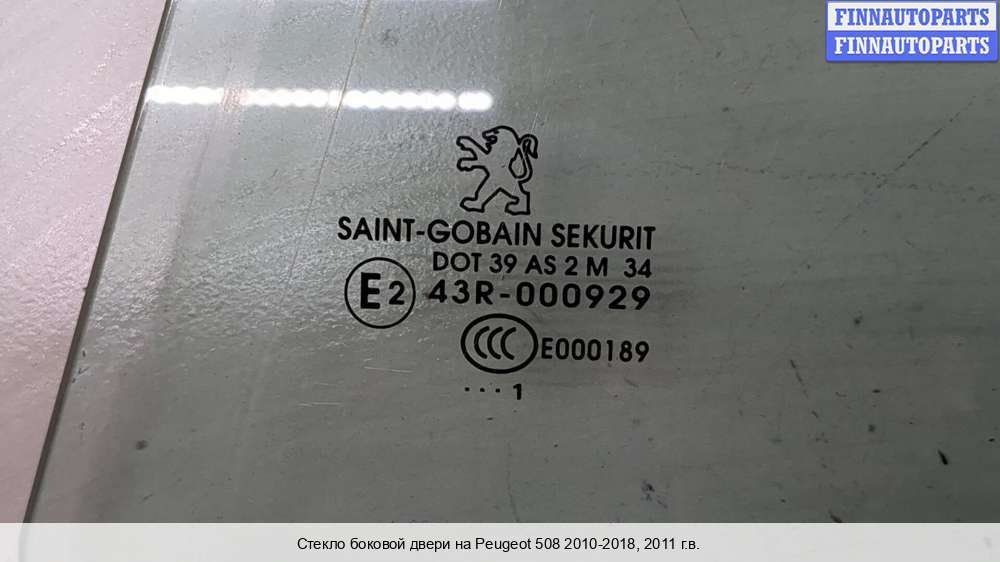 FINNAUTOPARTS
FINNAUTOPARTS
SAINT-GOBAIN SEKURIT
DOT 39 AS 2 M 34
E2 43R-000929
CCC E000189
... 1
Стекло боковой двери на Peugeot 508 2010-2018, 2011 г.в.